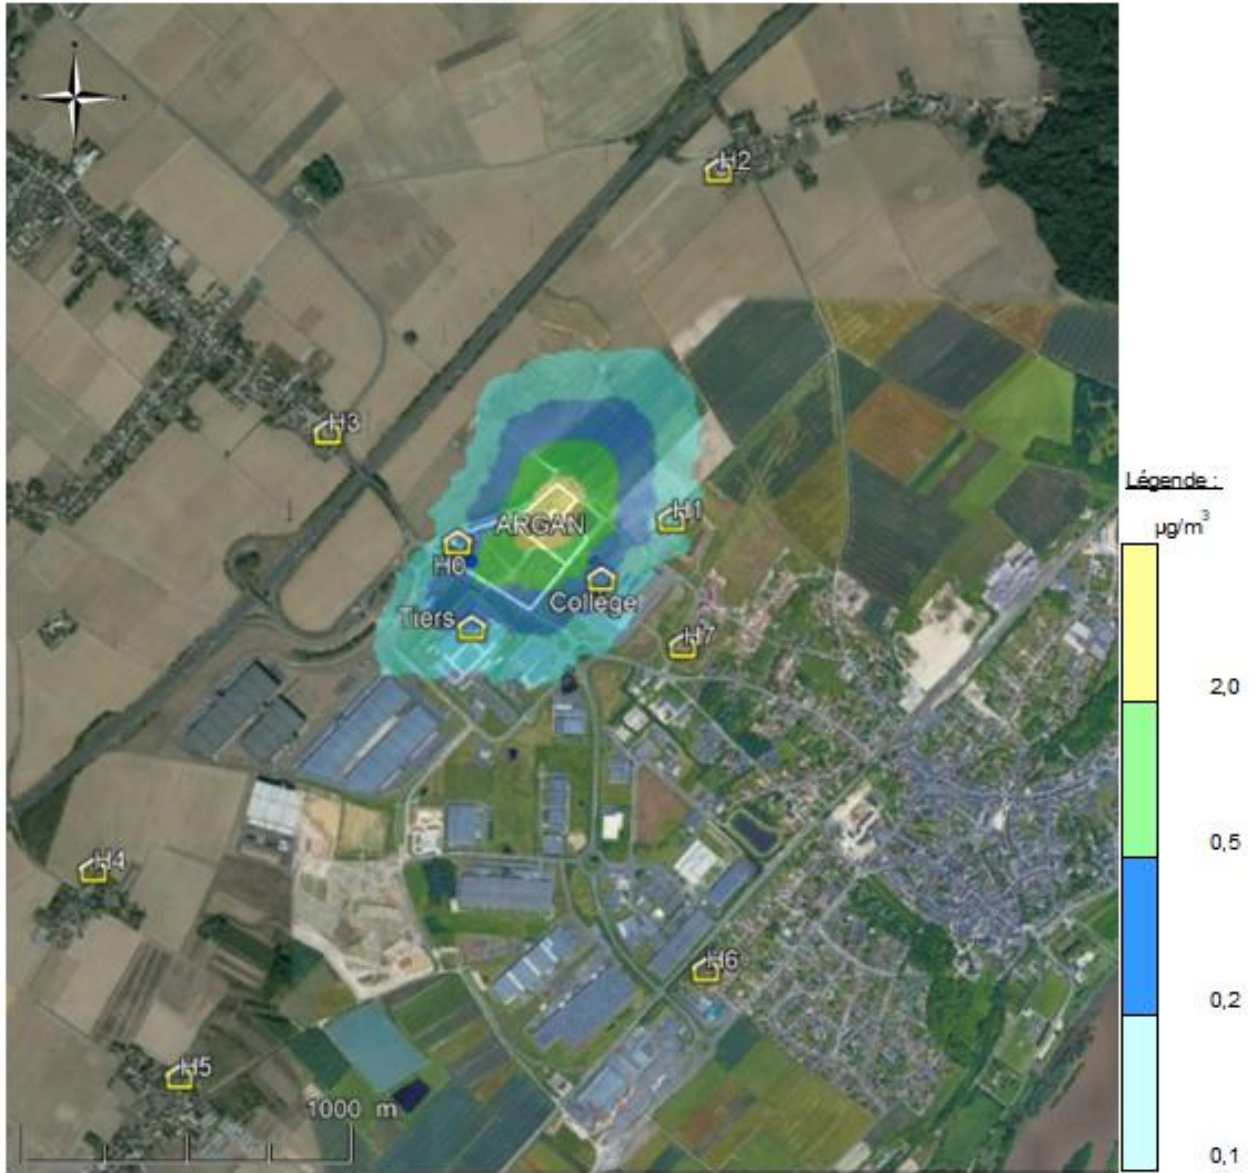 H2
H3
Légende :
µg/m³
H1
ARGAN
H0
Collège
Tiers
H7
2,0
0,5
H4
H6
0,2
H5
1000 m
0,1